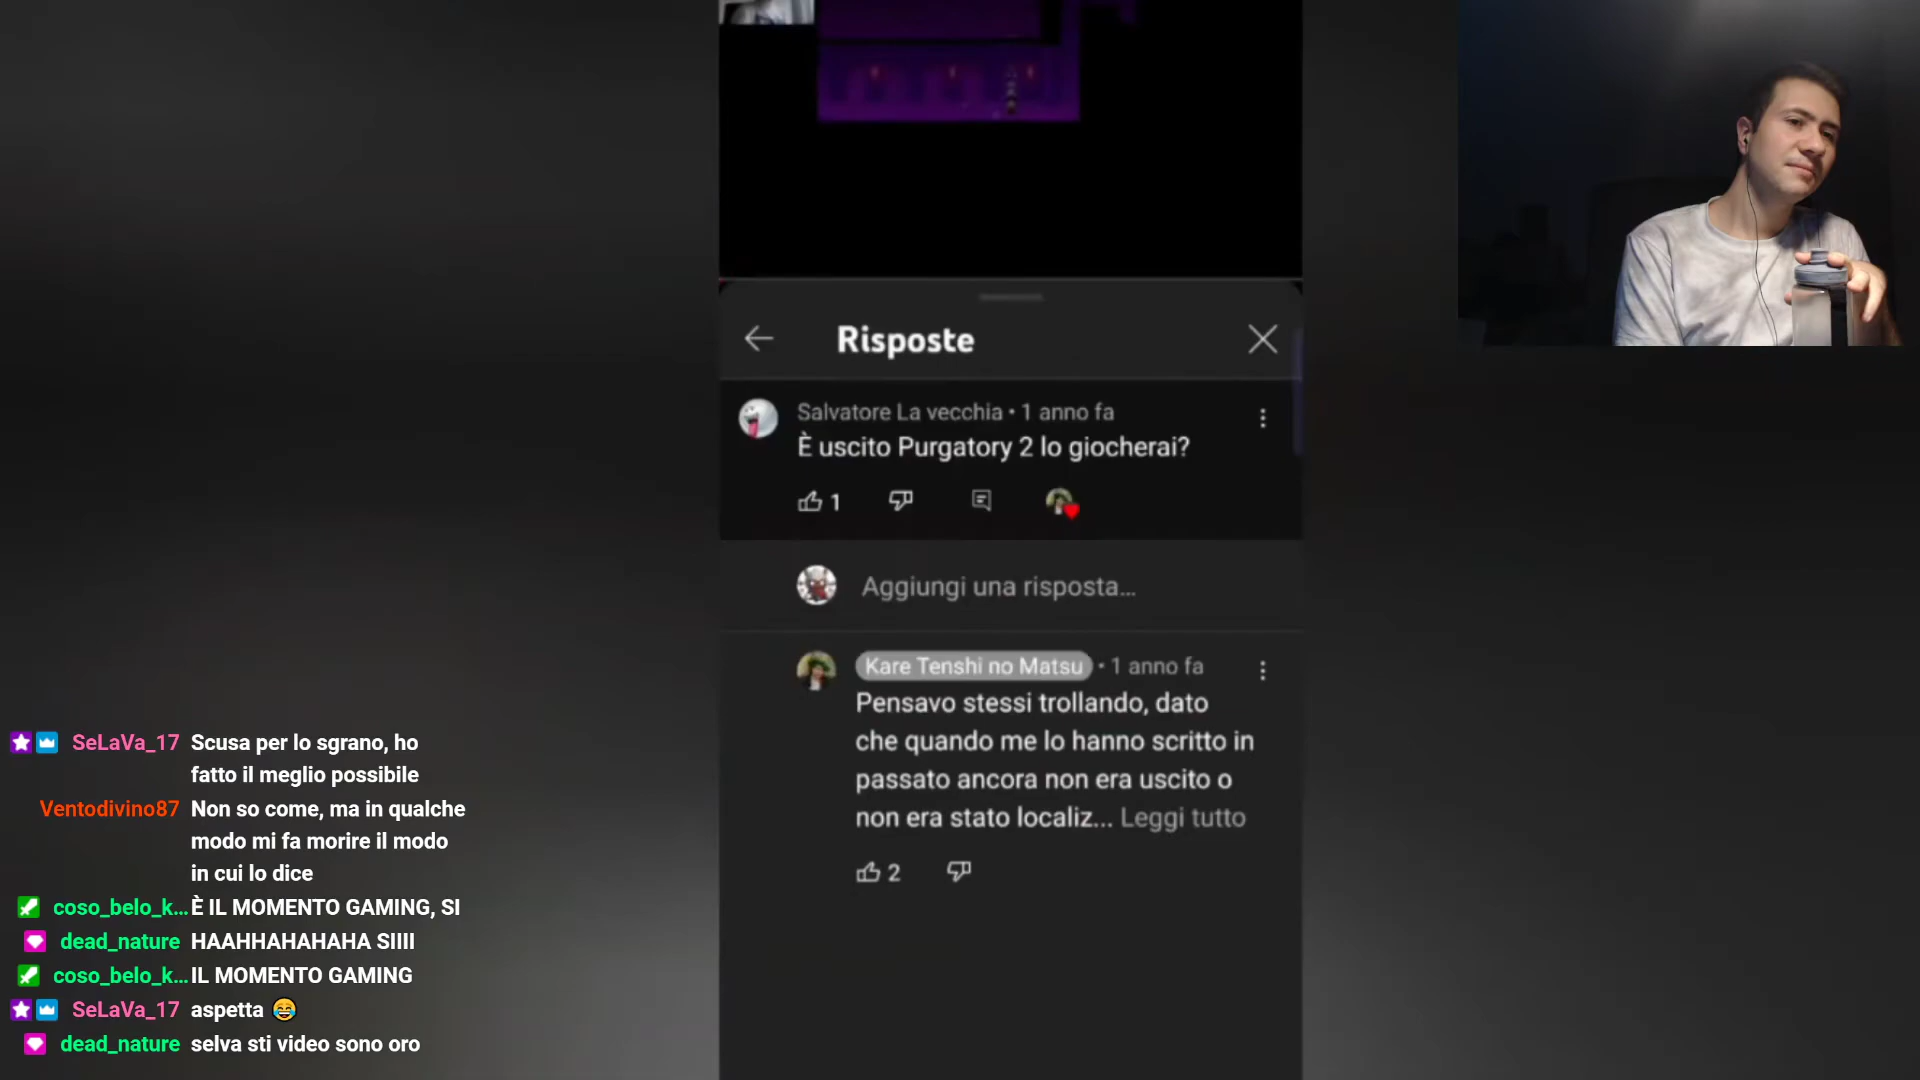 Risposte
Salvatore La vecchia • 1 anno fa
È uscito Purgatory 2 lo giocherai?
1
Aggiungi una risposta...
Kare Tenshi no Matsu • 1 anno fa
Pensavo stessi trollando, dato
che quando me lo hanno scritto in
passato ancora non era uscito o
non era stato localiz... Leggi tutto
2
SeLaVa_17 Scusa per lo sgrano, ho
fatto il meglio possibile
Ventodivino87 Non so come, ma in qualche
modo mi fa morire il modo
in cui lo dice
coso_belo_k... È IL MOMENTO GAMING, SI
dead_nature HAAHHAHAHAHA SIIII
coso_belo_k... IL MOMENTO GAMING
SeLaVa_17 aspetta 😂
dead_nature selva sti video sono oro